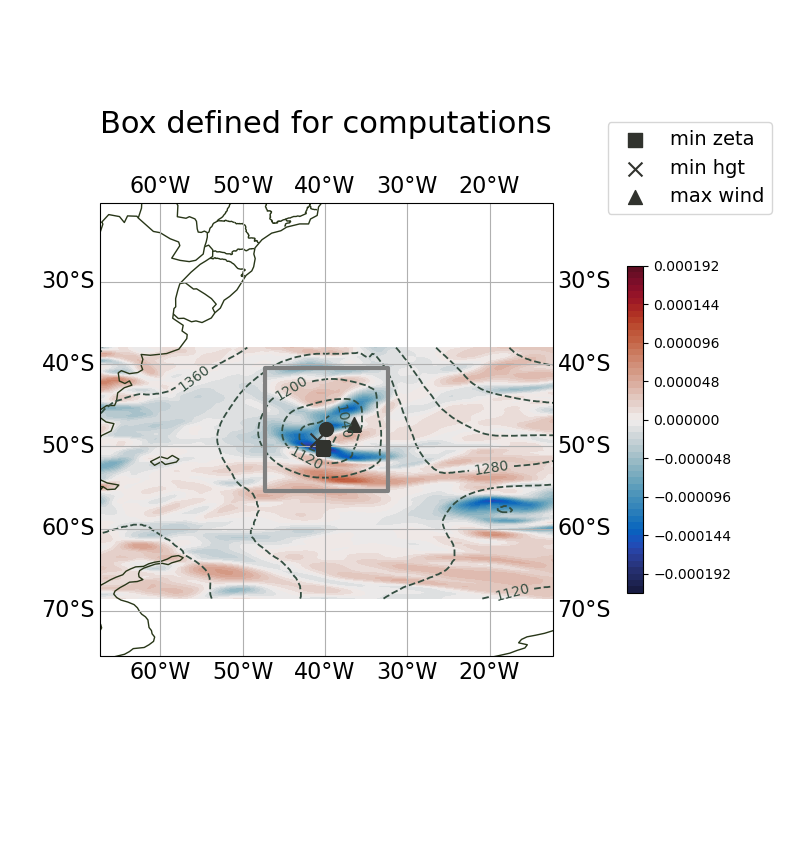 Box defined for computations
min zeta
min hgt
max wind
60°W 50°W 40°W 30°W 20°W
30°S 30°S
40°S 40°S
50°S 50°S
60°S 60°S
70°S 70°S
1360
1200
1040
1120
1280
1120
60°W 50°W 40°W 30°W 20°W
0.000192
0.000144
0.000096
0.000048
0.000000
−0.000048
−0.000096
−0.000144
−0.000192